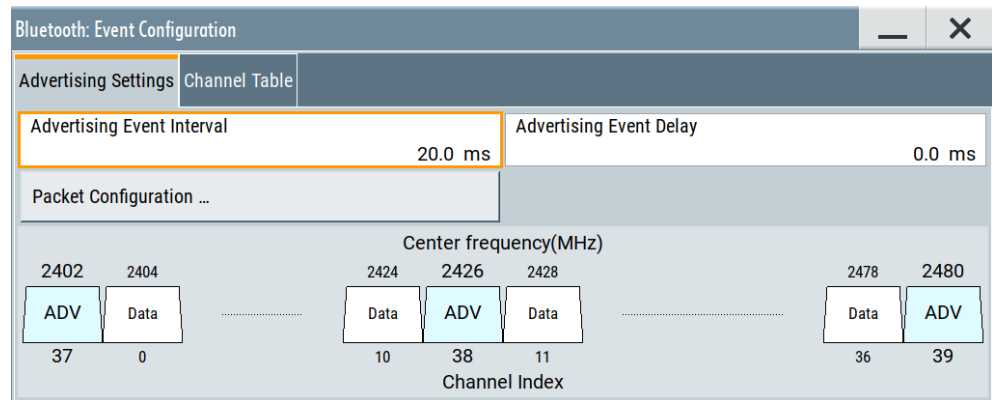 Bluetooth: Event Configuration
Advertising Settings Channel Table
Advertising Event Interval
20.0 ms
Advertising Event Delay
0.0 ms
Packet Configuration ...
Center frequency(MHz)
2402 2404 2424 2426 2428 2478 2480
ADV Data Data ADV Data Data ADV
37 0 10 38 11 36 39
Channel Index